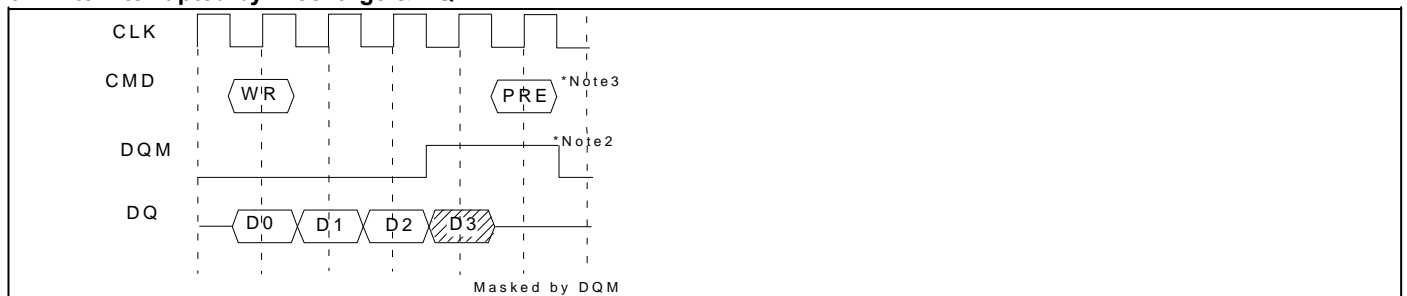 CLK
CMD WR PRE *Note3
DQM *Note2
DQ D0 D1 D2 D3
Masked by DQM